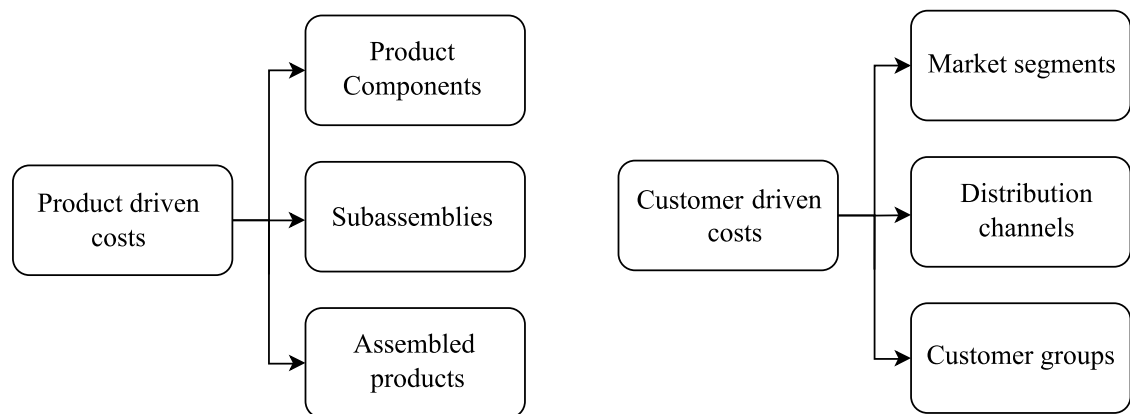 Product
Components
Product driven
costs
Subassemblies
Assembled
products
Market segments
Customer driven
costs
Distribution
channels
Customer groups